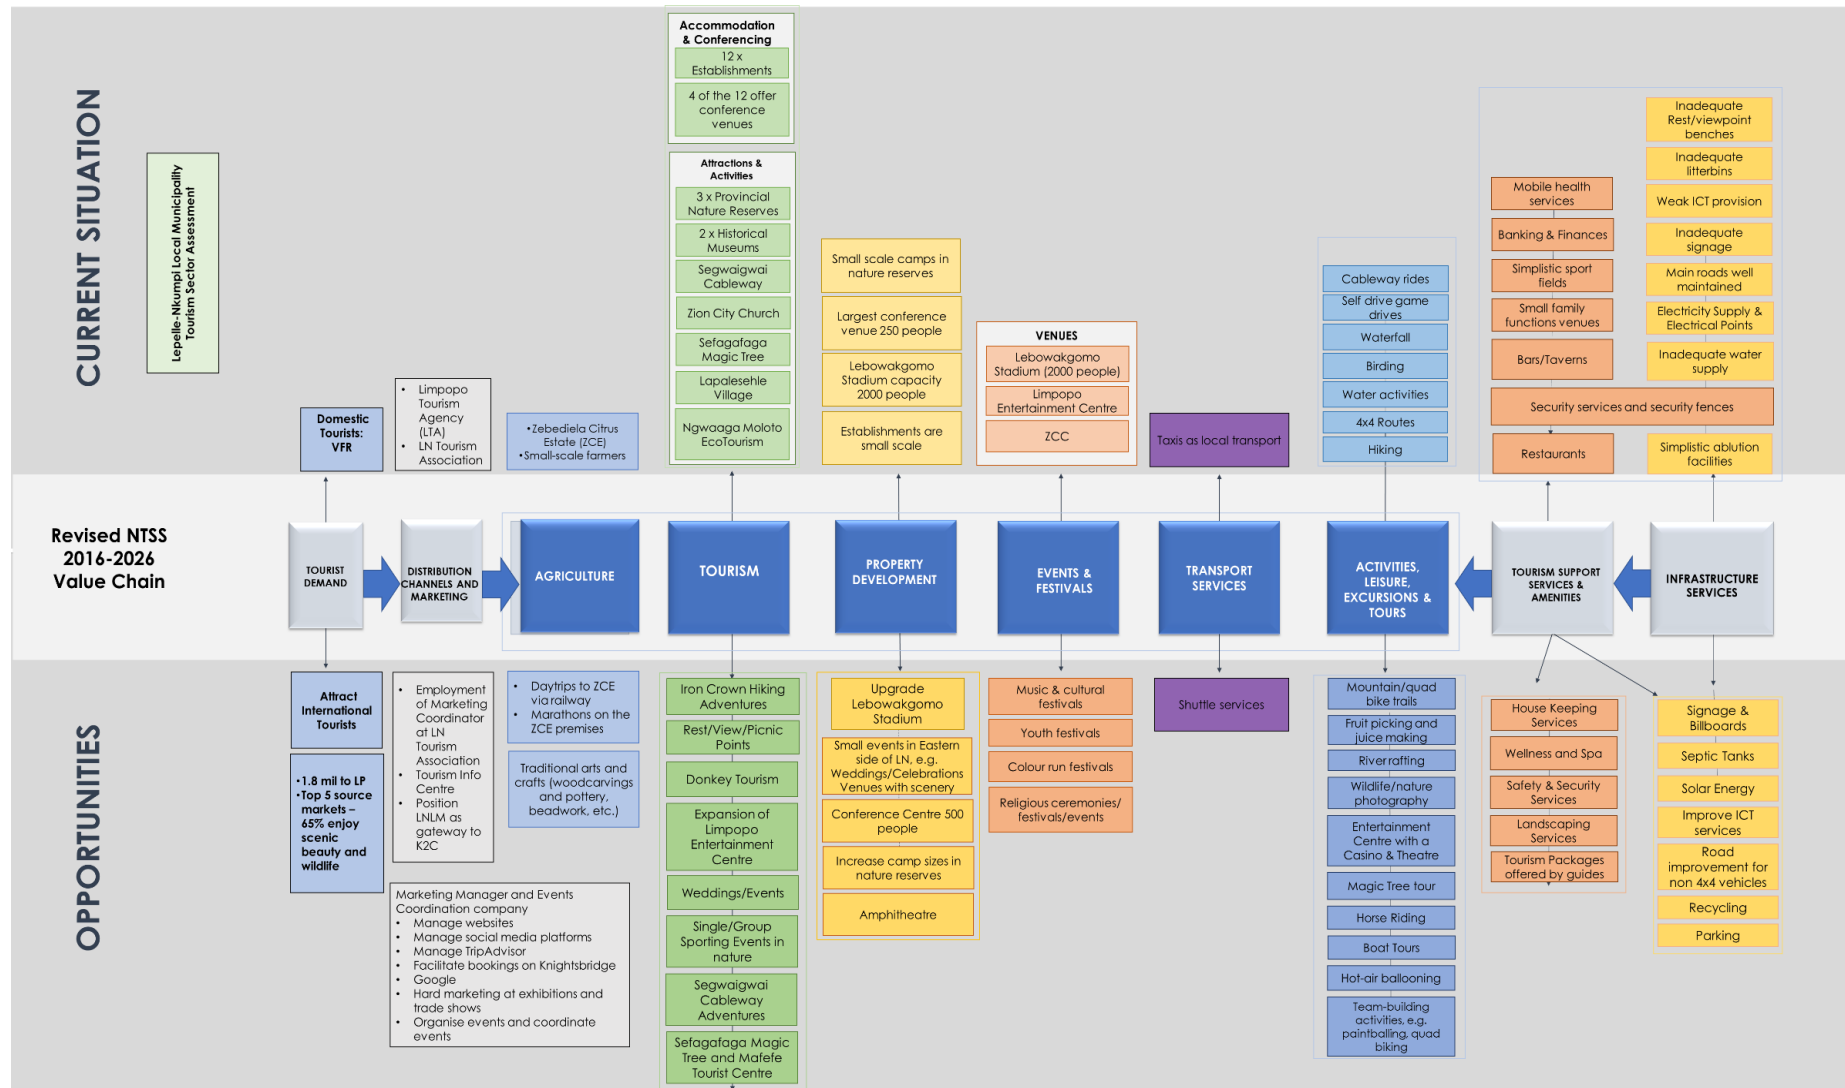 CURRENT SITUATION
Lepelle-Nkumpi Local Municipality
Tourism Sector Assessment
Domestic
Tourists:
VFR
• Limpopo
Tourism
Agency
(LTA)
• LN Tourism
Association
•Zebediela Citrus
Estate (ZCE)
•Small-scale farmers
Accommodation
& Conferencing
12 x
Establishments
4 of the 12 offer
conference
venues
Attractions &
Activities
3 x Provincial
Nature Reserves
2 x Historical
Museums
Segwaigwai
Cableway
Zion City Church
Sefagafaga
Magic Tree
Lapalesehle
Village
Ngwaaga Moloto
EcoTourism
Small scale camps in
nature reserves
Largest conference
venue 250 people
Lebowakgomo
Stadium capacity
2000 people
Establishments are
small scale
VENUES
Lebowakgomo
Stadium (2000 people)
Limpopo
Entertainment Centre
ZCC
Taxis as local transport
Cableway rides
Self drive game
drives
Waterfall
Birding
Water activities
4x4 Routes
Hiking
Mobile health
services
Banking & Finances
Simplistic sport
fields
Small family
functions venues
Bars/Taverns
Security services and security fences
Restaurants
Inadequate
Rest/viewpoint
benches
Inadequate
litterbins
Weak ICT provision
Inadequate
signage
Main roads well
maintained
Electricity Supply &
Electrical Points
Inadequate water
supply
Simplistic ablution
facilities
Revised NTSS
2016-2026
Value Chain
TOURIST
DEMAND
DISTRIBUTION
CHANNELS AND
MARKETING
AGRICULTURE
TOURISM
PROPERTY
DEVELOPMENT
EVENTS &
FESTIVALS
TRANSPORT
SERVICES
ACTIVITIES,
LEISURE,
EXCURSIONS &
TOURS
TOURISM SUPPORT
SERVICES &
AMENITIES
INFRASTRUCTURE
SERVICES
OPPORTUNITIES
Attract
International
Tourists
•1.8 mil to LP
•Top 5 source
markets –
65% enjoy
scenic
beauty and
wildlife
• Employment
of Marketing
Coordinator
at LN
Tourism
Association
• Tourism Info
Centre
• Position
LNLM as
gateway to
K2C
Marketing Manager and Events
Coordination company
• Manage websites
• Manage social media platforms
• Manage TripAdvisor
• Facilitate bookings on Knightsbridge
• Google
• Hard marketing at exhibitions and
trade shows
• Organise events and coordinate
events
• Daytrips to ZCE
via railway
• Marathons on the
ZCE premises
Traditional arts and
crafts (woodcarvings
and pottery,
beadwork, etc.)
Iron Crown Hiking
Adventures
Rest/View/Picnic
Points
Donkey Tourism
Expansion of
Limpopo
Entertainment
Centre
Weddings/Events
Single/Group
Sporting Events in
nature
Segwaigwai
Cableway
Adventures
Sefagafaga Magic
Tree and Mafefe
Tourist Centre
Upgrade
Lebowakgomo
Stadium
Small events in Eastern
side of LN, e.g.
Weddings/Celebrations
Venues with scenery
Conference Centre 500
people
Increase camp sizes in
nature reserves
Amphitheatre
Music & cultural
festivals
Youth festivals
Colour run festivals
Religious ceremonies/
festivals/events
Shuttle services
Mountain/quad
bike trails
Fruit picking and
juice making
River rafting
Wildlife/nature
photography
Entertainment
Centre with a
Casino & Theatre
Magic Tree tour
Horse Riding
Boat Tours
Hot-air ballooning
Team-building
activities, e.g.
paintballing, quad
biking
House Keeping
Services
Wellness and Spa
Safety & Security
Services
Landscaping
Services
Tourism Packages
offered by guides
Signage &
Billboards
Septic Tanks
Solar Energy
Improve ICT
services
Road
improvement for
non 4x4 vehicles
Recycling
Parking